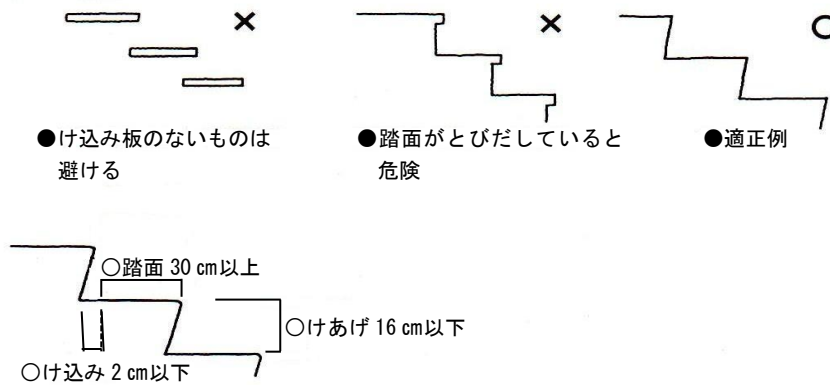 ●け込み板のないものは
避ける
●踏面がとびだしていると
危険
●適正例
○踏面 30 cm以上
○けあげ 16 cm以下
○け込み 2 cm以下